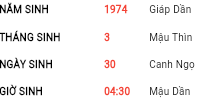 NĂM SINH 1974 Giáp Dần
THÁNG SINH 3 Mậu Thìn
NGÀY SINH 30 Canh Ngọ
GIỜ SINH 04:30 Mậu Dần